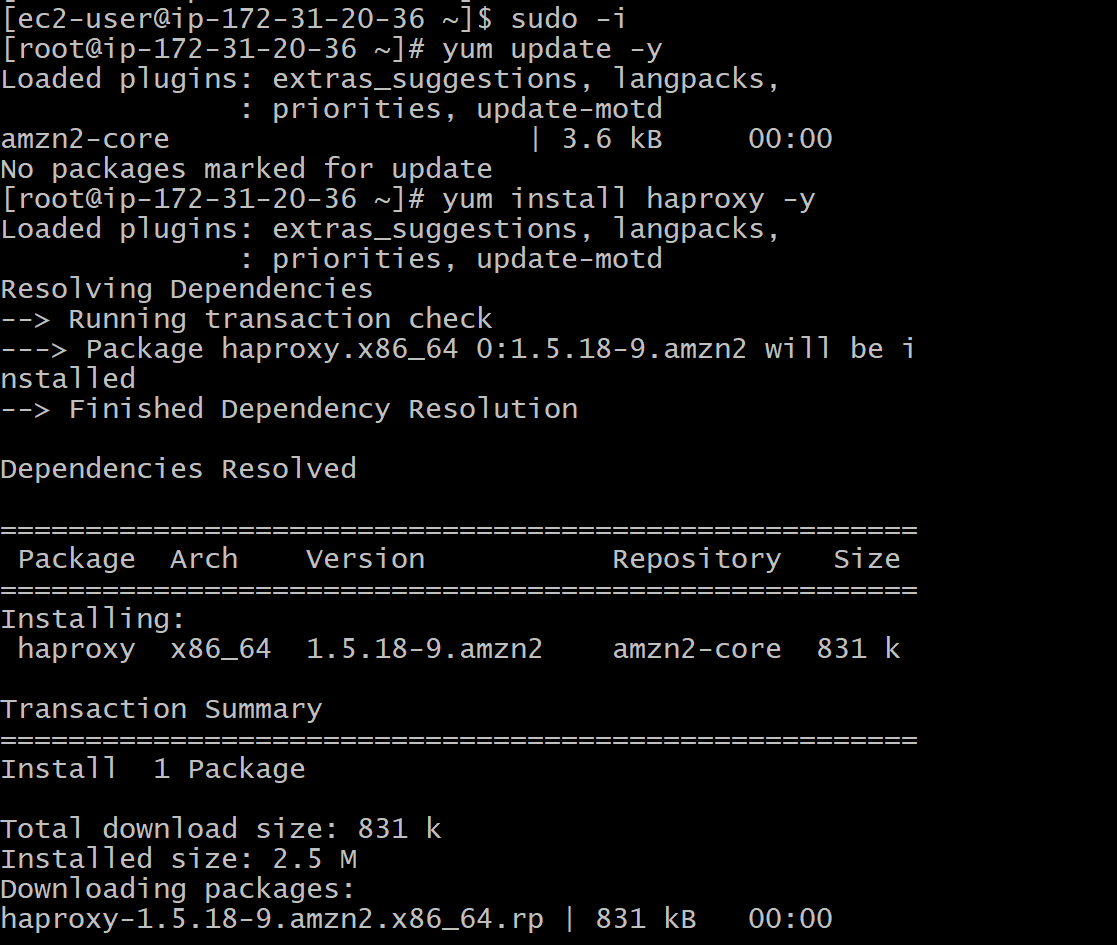 [ec2-user@ip-172-31-20-36 ~]$ sudo -i
[root@ip-172-31-20-36 ~]# yum update -y
Loaded plugins: extras_suggestions, langpacks,
              : priorities, update-motd
amzn2-core                     | 3.6 kB     00:00
No packages marked for update
[root@ip-172-31-20-36 ~]# yum install haproxy -y
Loaded plugins: extras_suggestions, langpacks,
              : priorities, update-motd
Resolving Dependencies
--> Running transaction check
---> Package haproxy.x86_64 0:1.5.18-9.amzn2 will be i
nstalled
--> Finished Dependency Resolution

Dependencies Resolved

======================================================
 Package  Arch    Version           Repository   Size
======================================================
Installing:
 haproxy  x86_64  1.5.18-9.amzn2    amzn2-core  831 k

Transaction Summary
======================================================
Install  1 Package

Total download size: 831 k
Installed size: 2.5 M
Downloading packages:
haproxy-1.5.18-9.amzn2.x86_64.rp | 831 kB   00:00